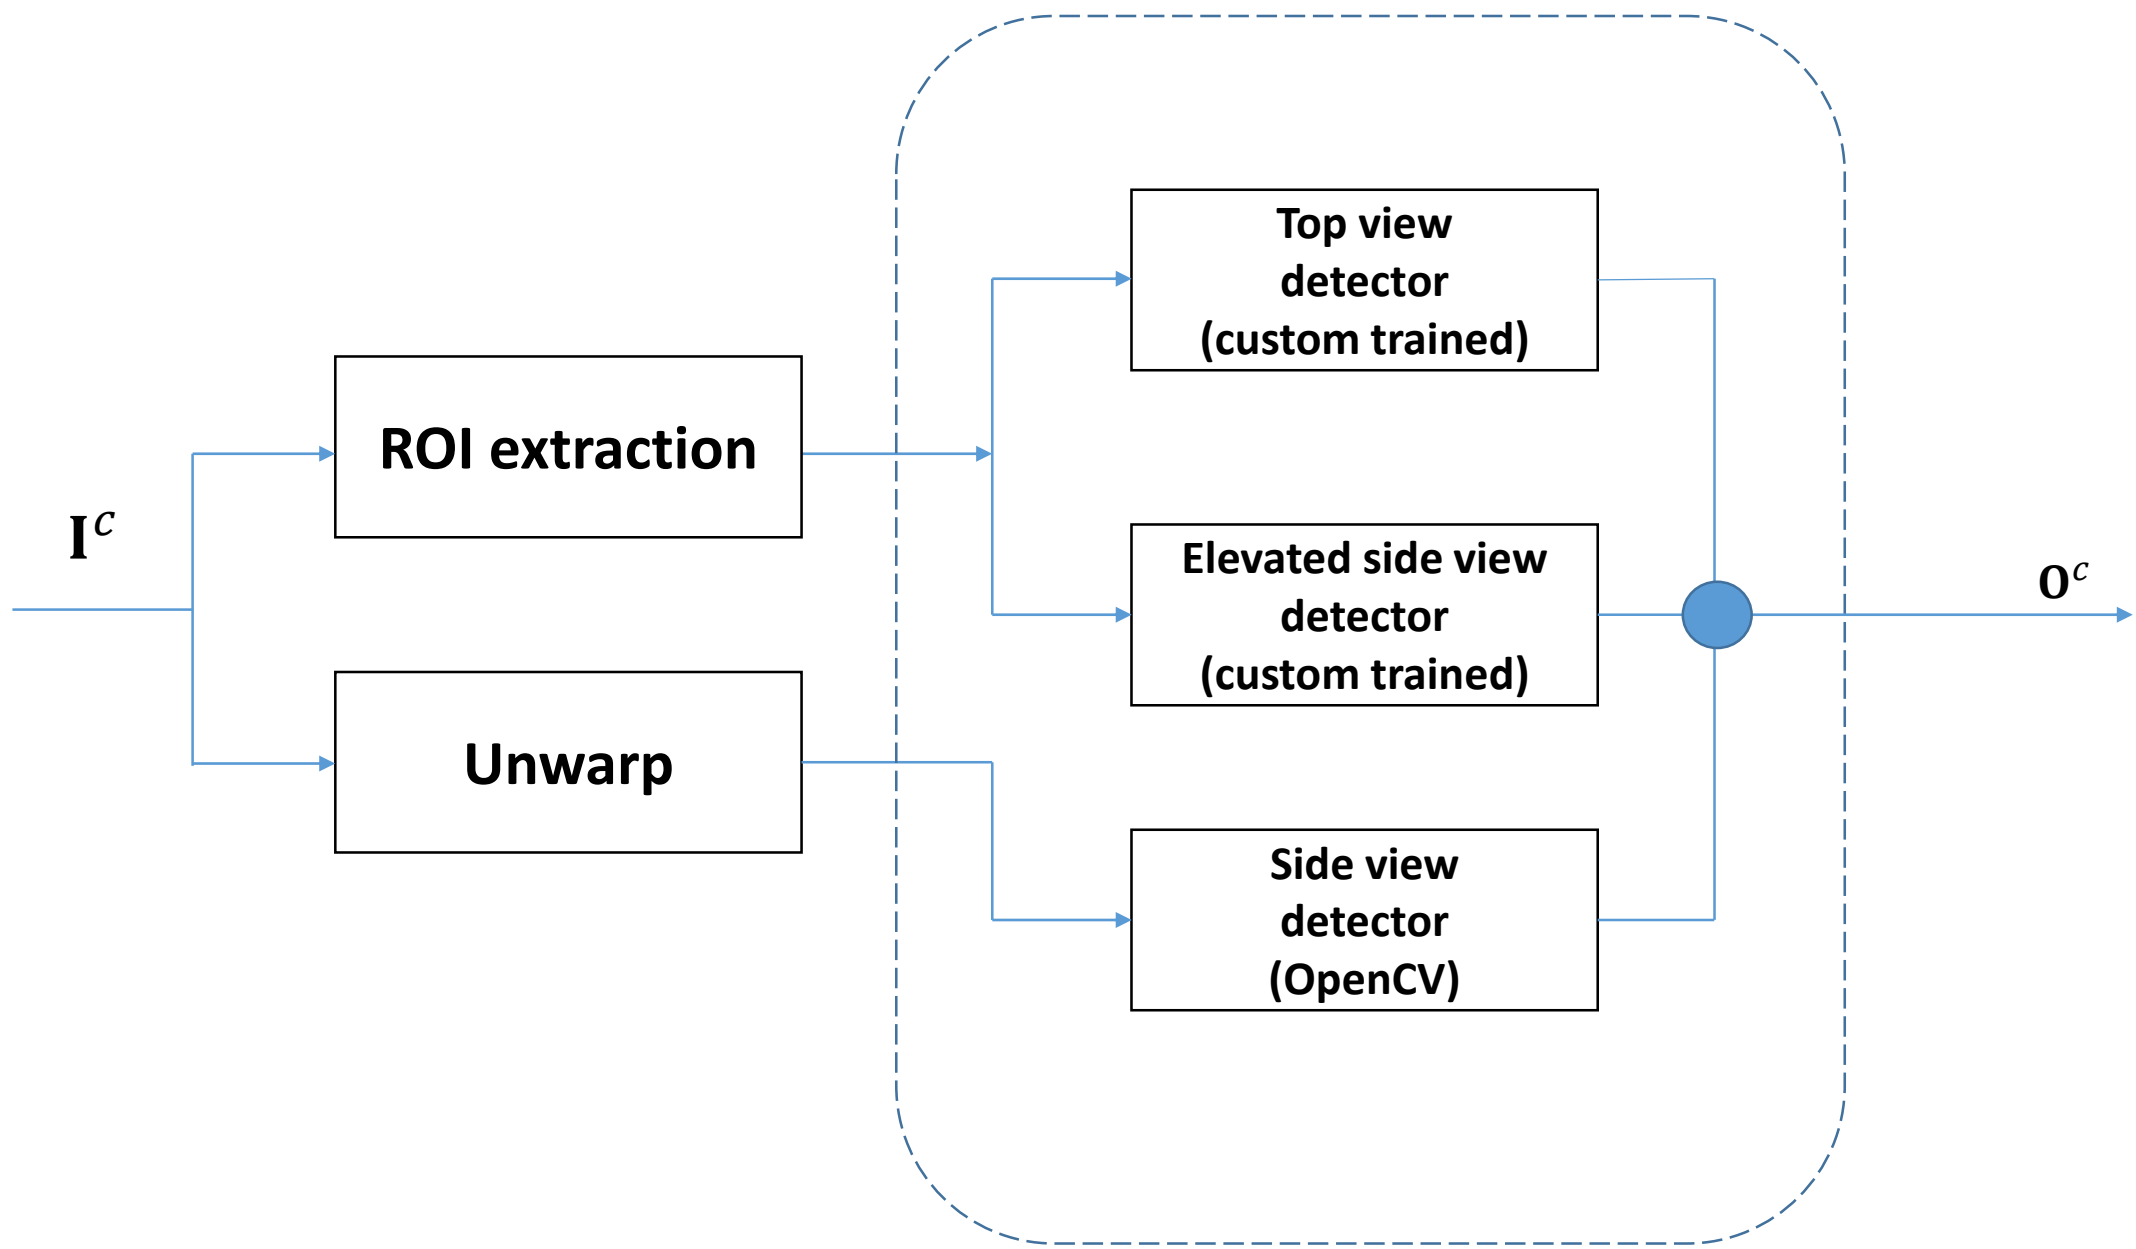 I^c
ROI extraction
Unwarp
Top view
detector
(custom trained)
Elevated side view
detector
(custom trained)
Side view
detector
(OpenCV)
O^c